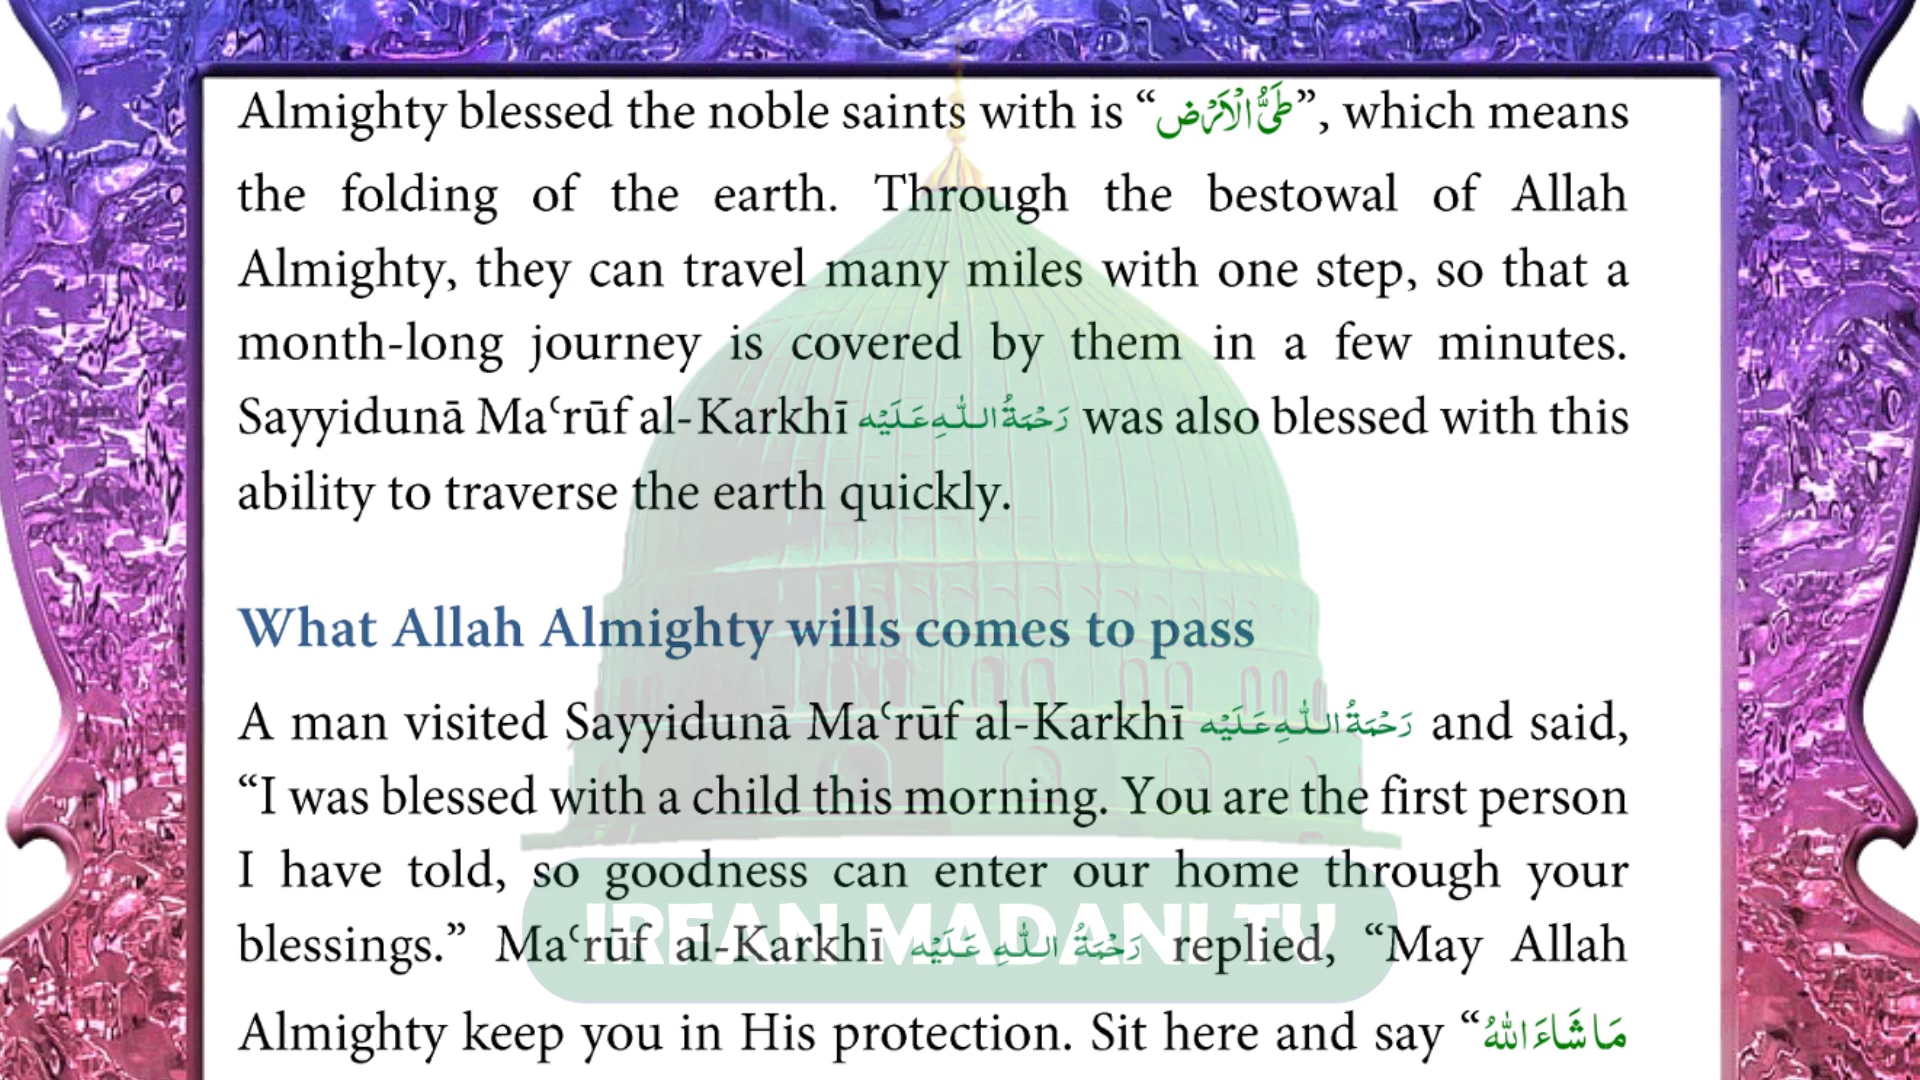 Almighty blessed the noble saints with is “طَىُّ الْاَرْض”, which means
the folding of the earth. Through the bestowal of Allah
Almighty, they can travel many miles with one step, so that a
month-long journey is covered by them in a few minutes.
Sayyidunā Maʿrūf al-Karkhī رَحْمَةُ اللّٰهِ عَلَيْه was also blessed with this
ability to traverse the earth quickly.
What Allah Almighty wills comes to pass
A man visited Sayyidunā Maʿrūf al-Karkhī رَحْمَةُ اللّٰهِ عَلَيْه and said,
“I was blessed with a child this morning. You are the first person
I have told, so goodness can enter our home through your
blessings.” Maʿrūf al-Karkhī رَحْمَةُ اللّٰهِ عَلَيْه replied, “May Allah
IRFAN MADANI TV
Almighty keep you in His protection. Sit here and say “مَا شَاءَ اللّٰهُ